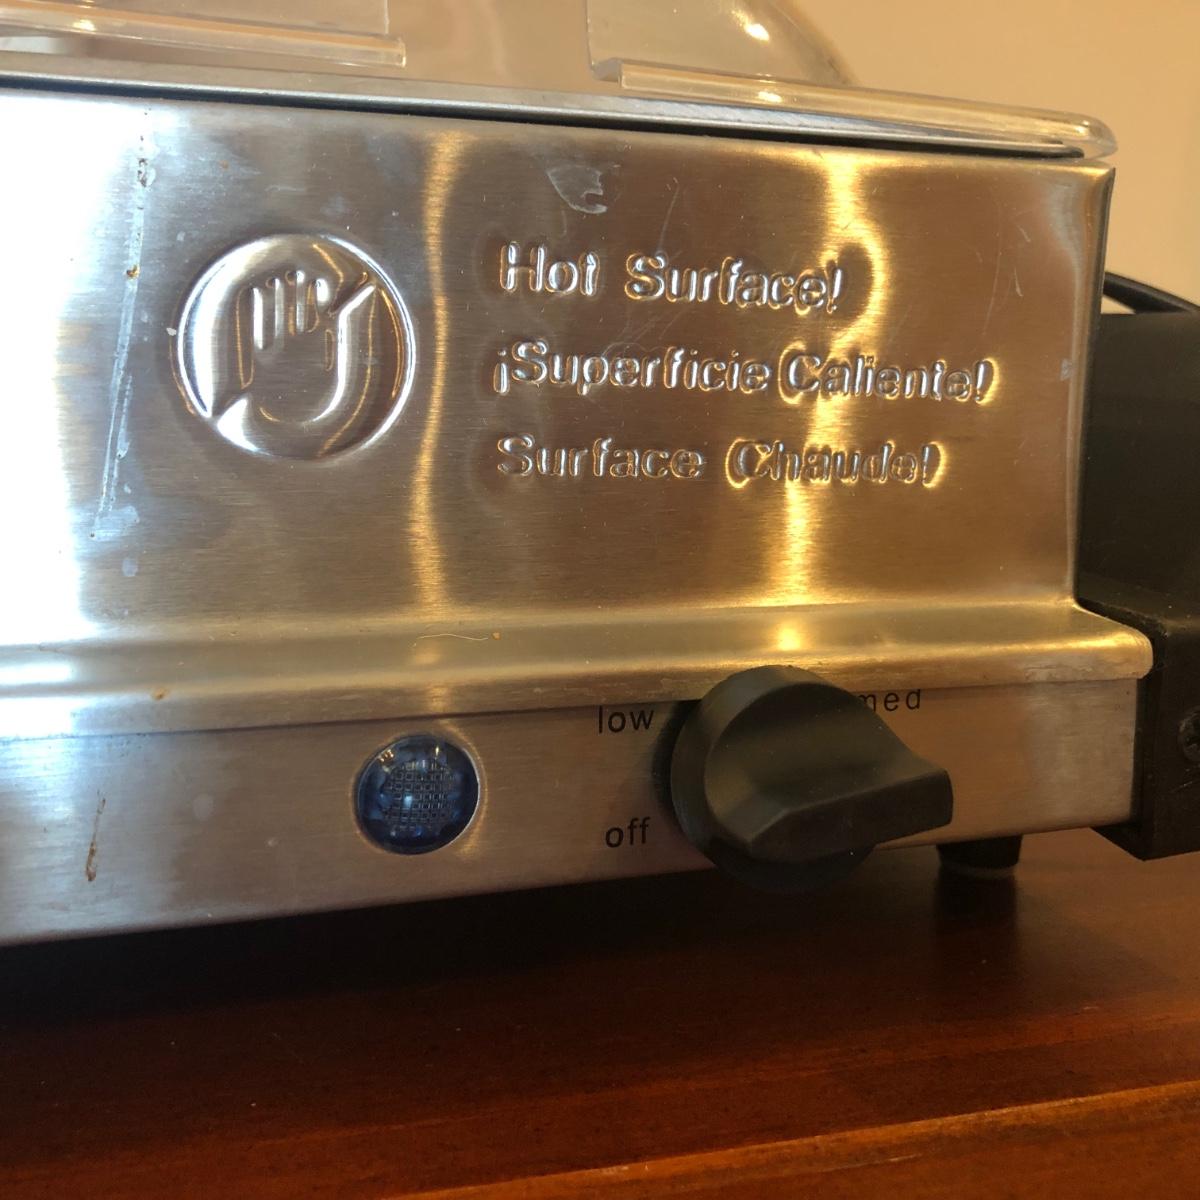 Hot Surface!
¡Superficie Caliente!
Surface Chaude!
low med
off